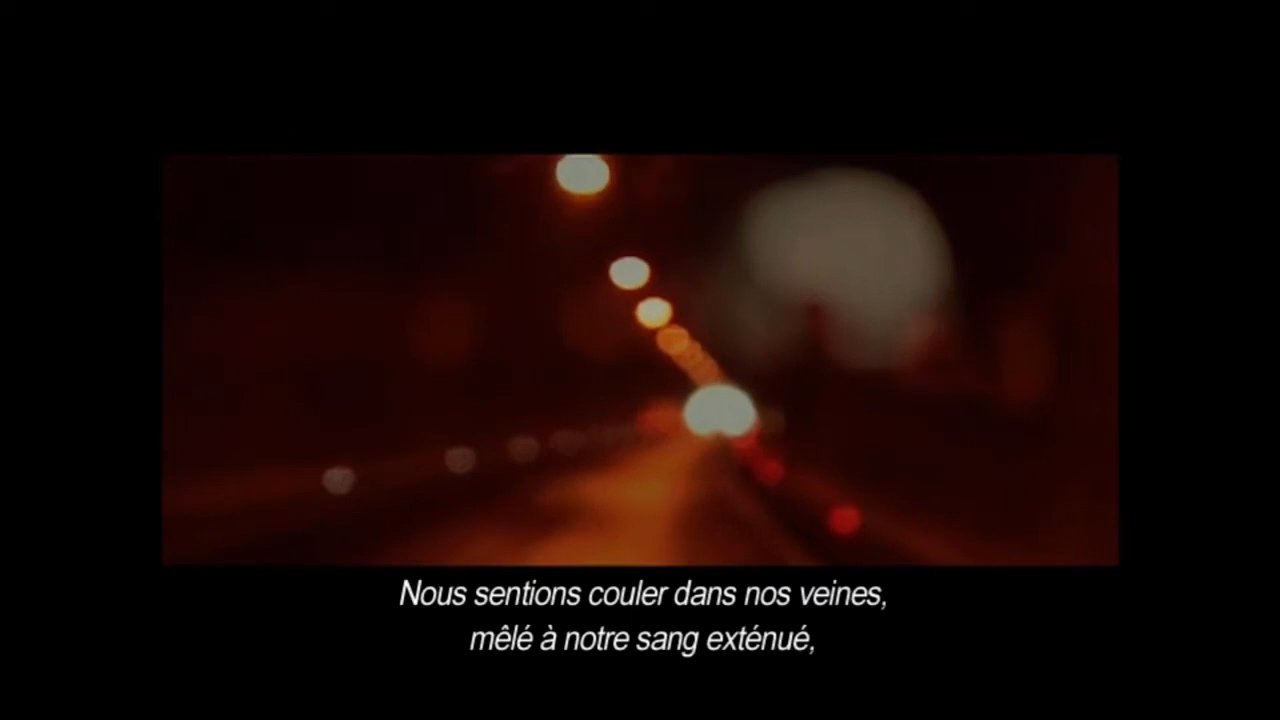 Nous sentions couler dans nos veines,
mêlé à notre sang exténué,